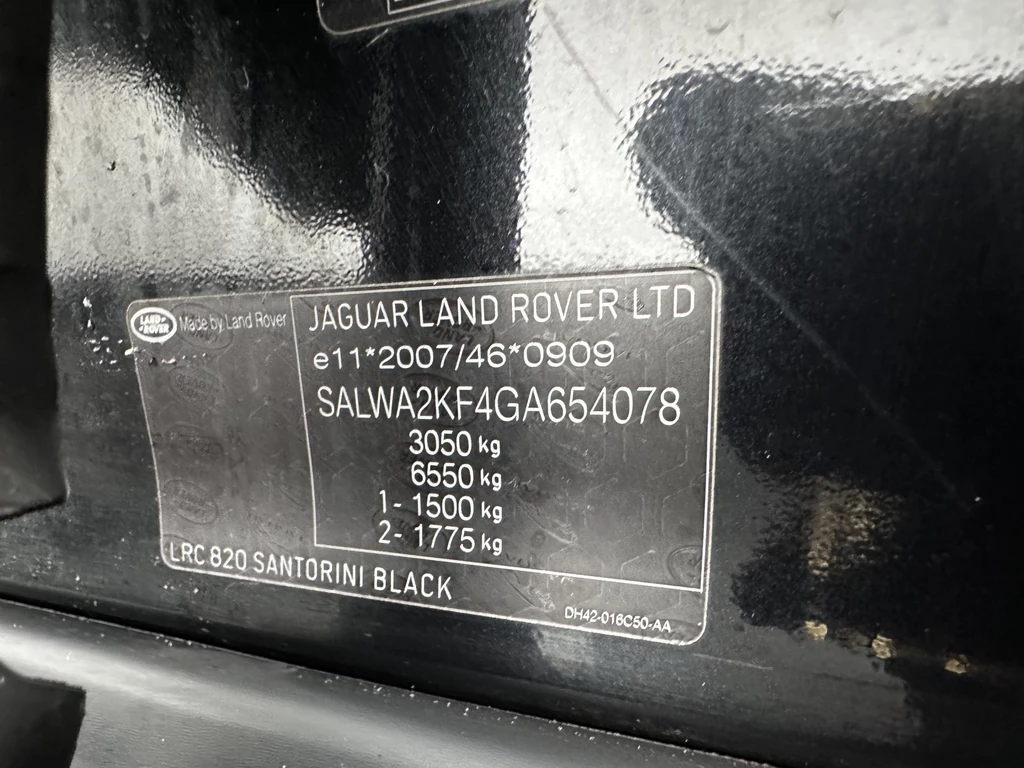 LAND-
-ROVER
Made by Land Rover
JAGUAR LAND ROVER LTD
e11*2007/46*0909
SALWA2KF4GA654078
3050 kg
6550 kg
1- 1500 kg
2- 1775 kg
LRC 820 SANTORINI BLACK
DH42-016C50-AA